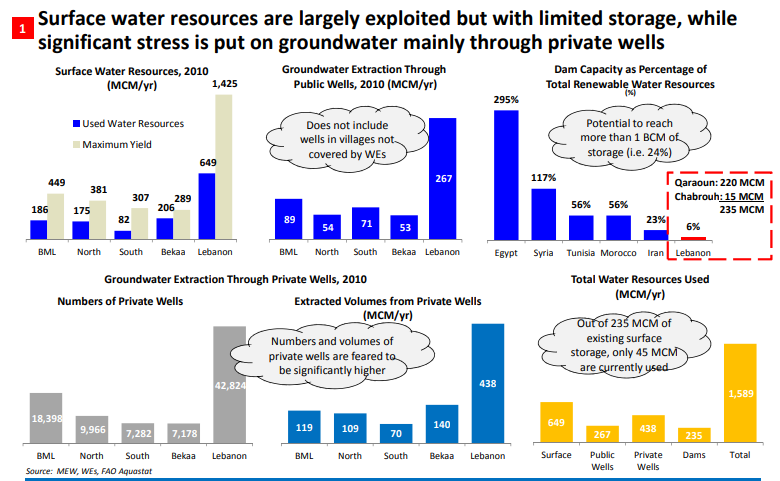 1
Surface water resources are largely exploited but with limited storage, while
significant stress is put on groundwater mainly through private wells
Surface Water Resources, 2010
(MCM/yr)
Used Water Resources
Maximum Yield
186
449
175
381
82
307
206
289
649
1,425
BML
North
South
Bekaa
Lebanon
Groundwater Extraction Through
Public Wells, 2010 (MCM/yr)
Does not include
wells in villages not
covered by WEs
89
54
71
53
267
BML
North
South
Bekaa
Lebanon
Dam Capacity as Percentage of
Total Renewable Water Resources
(%)
Potential to reach
more than 1 BCM of
storage (i.e. 24%)
295%
117%
56%
56%
23%
6%
Qaraoun: 220 MCM
Chabrouh: 15 MCM
235 MCM
Egypt
Syria
Tunisia
Morocco
Iran
Lebanon
Groundwater Extraction Through Private Wells, 2010
Numbers of Private Wells
18,398
9,966
7,282
7,178
42,824
BML
North
South
Bekaa
Lebanon
Extracted Volumes from Private Wells
(MCM/yr)
Numbers and volumes of
private wells are feared to
be significantly higher
119
109
70
140
438
BML
North
South
Bekaa
Lebanon
Total Water Resources Used
(MCM/yr)
Out of 235 MCM of
existing surface
storage, only 45 MCM
are currently used
649
267
438
235
1,589
Surface
Public
Wells
Private
Wells
Dams
Total
Source: MEW, WEs, FAO Aquastat